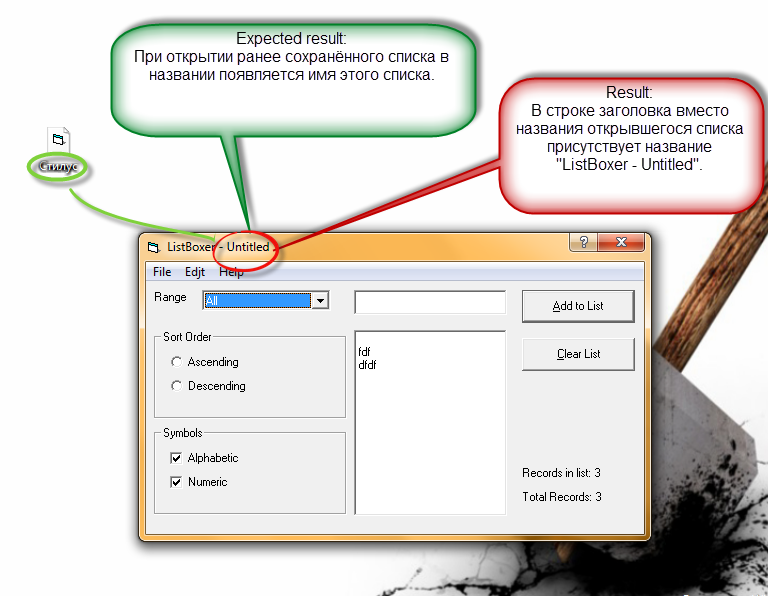 Expected result:
При открытии ранее сохранённого списка в
названии появляется имя этого списка.
Result:
В строке заголовка вместо
названия открывшегося списка
присутствует название
"ListBoxer - Untitled".
Стилус
ListBoxer - Untitled
File Edjt Help
Range
All
Add to List
Sort Order
Ascending
Descending
fdf
dfdf
Clear List
Symbols
Alphabetic
Numeric
Records in list: 3
Total Records: 3